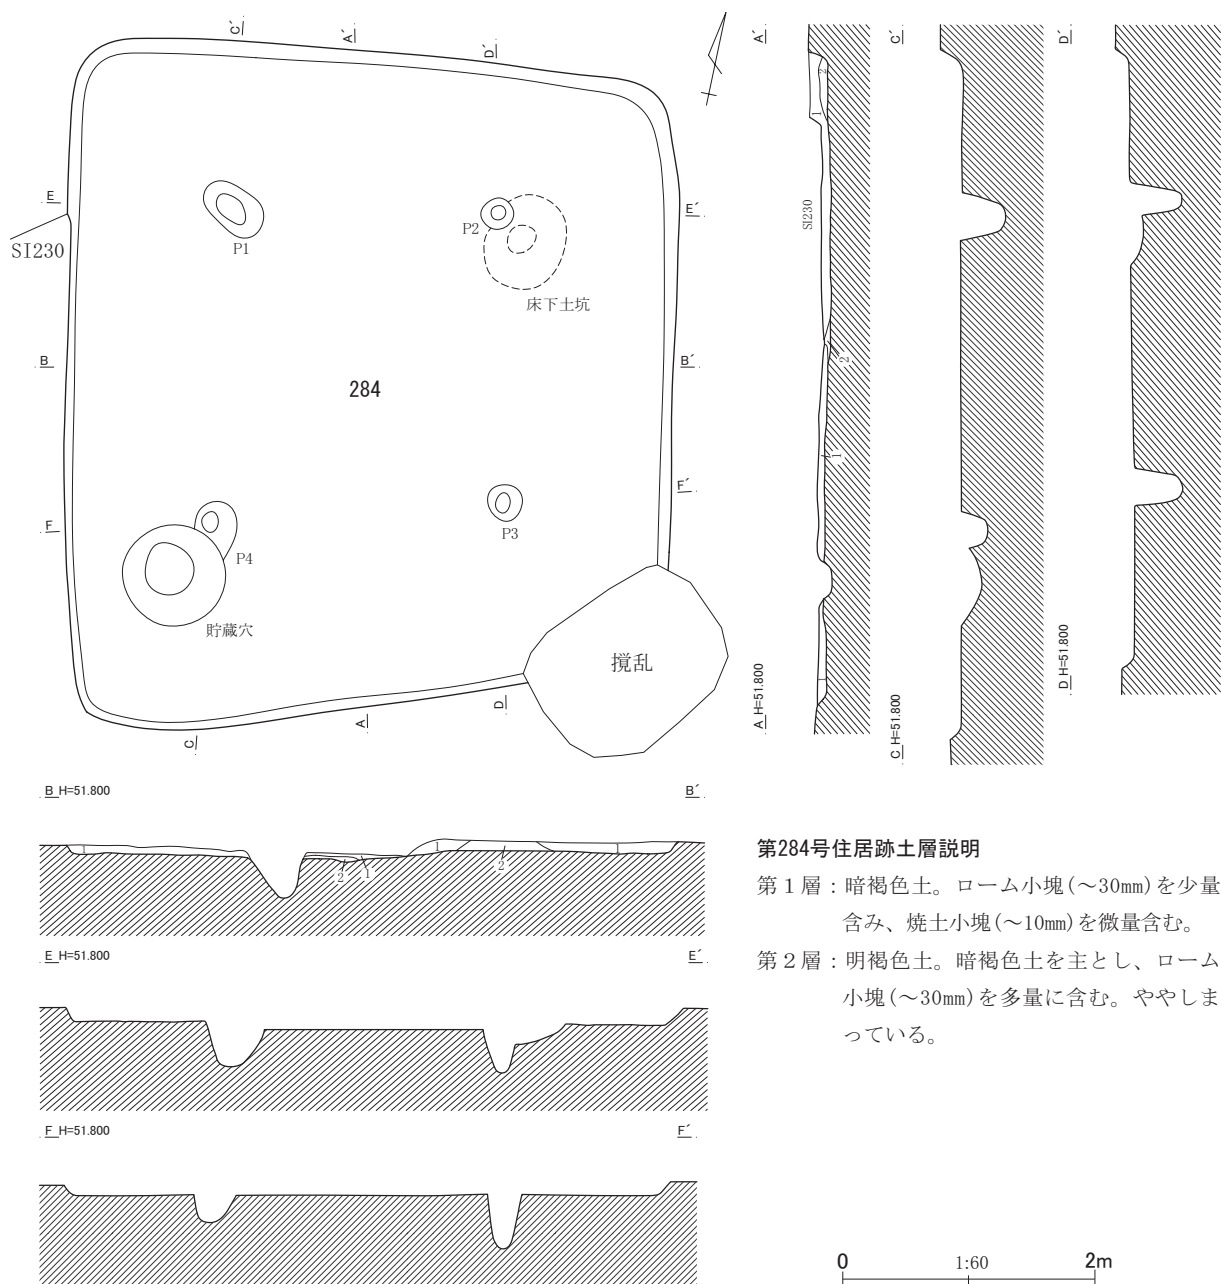 C´
A´
D´
E
E´
SI230
P1
P2
床下土坑
B
B´
284
F´
F
P3
P4
貯蔵穴
撹乱
C
A
D
A´
C´
D´
2
1
SI230
2
1
1
A H=51.800
C H=51.800
D H=51.800
B H=51.800
B´
1
2
1
1
2
1
E H=51.800
E´
F H=51.800
F´
第284号住居跡土層説明
第１層：暗褐色土。ローム小塊(～30mm)を少量
含み、焼土小塊(～10mm)を微量含む。
第２層：明褐色土。暗褐色土を主とし、ローム
小塊(～30mm)を多量に含む。ややしま
っている。
0 1:60 2m